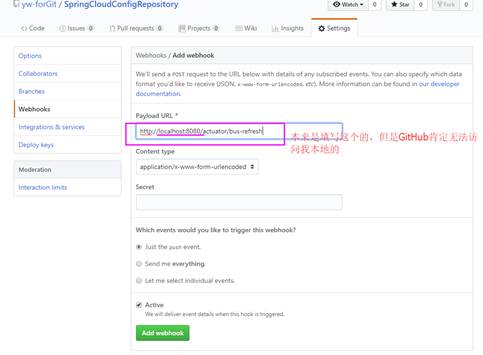 yw-forGit / SpringCloudConfigRepository
Watch 0 Star 0 Fork 0
Code Issues 0 Pull requests 0 Projects 0 Wiki Insights Settings
Options
Collaborators
Branches
Webhooks
Integrations & services
Deploy keys
Moderation
Interaction limits
Webhooks / Add webhook
We'll send a POST request to the URL below with details of any subscribed events. You can also specify which data
format you'd like to receive (JSON, x-www-form-urlencoded, etc). More information can be found in our developer
documentation.
Payload URL *
http://localhost:8080/actuator/bus-refresh
本来是填写这个的，但是GitHub肯定无法访
问我本地的
Content type
application/x-www-form-urlencoded
Secret
Which events would you like to trigger this webhook?
Just the push event.
Send me everything.
Let me select individual events.
Active
We will deliver event details when this hook is triggered.
Add webhook